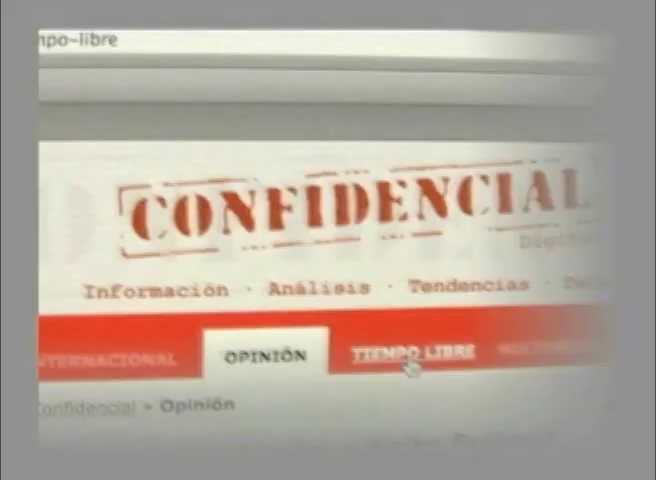 mpo-libre
CONFIDENCIAL
Información · Análisis · Tendencias ·
INTERNACIONAL OPINIÓN TIEMPO LIBRE
Confidencial » Opinión